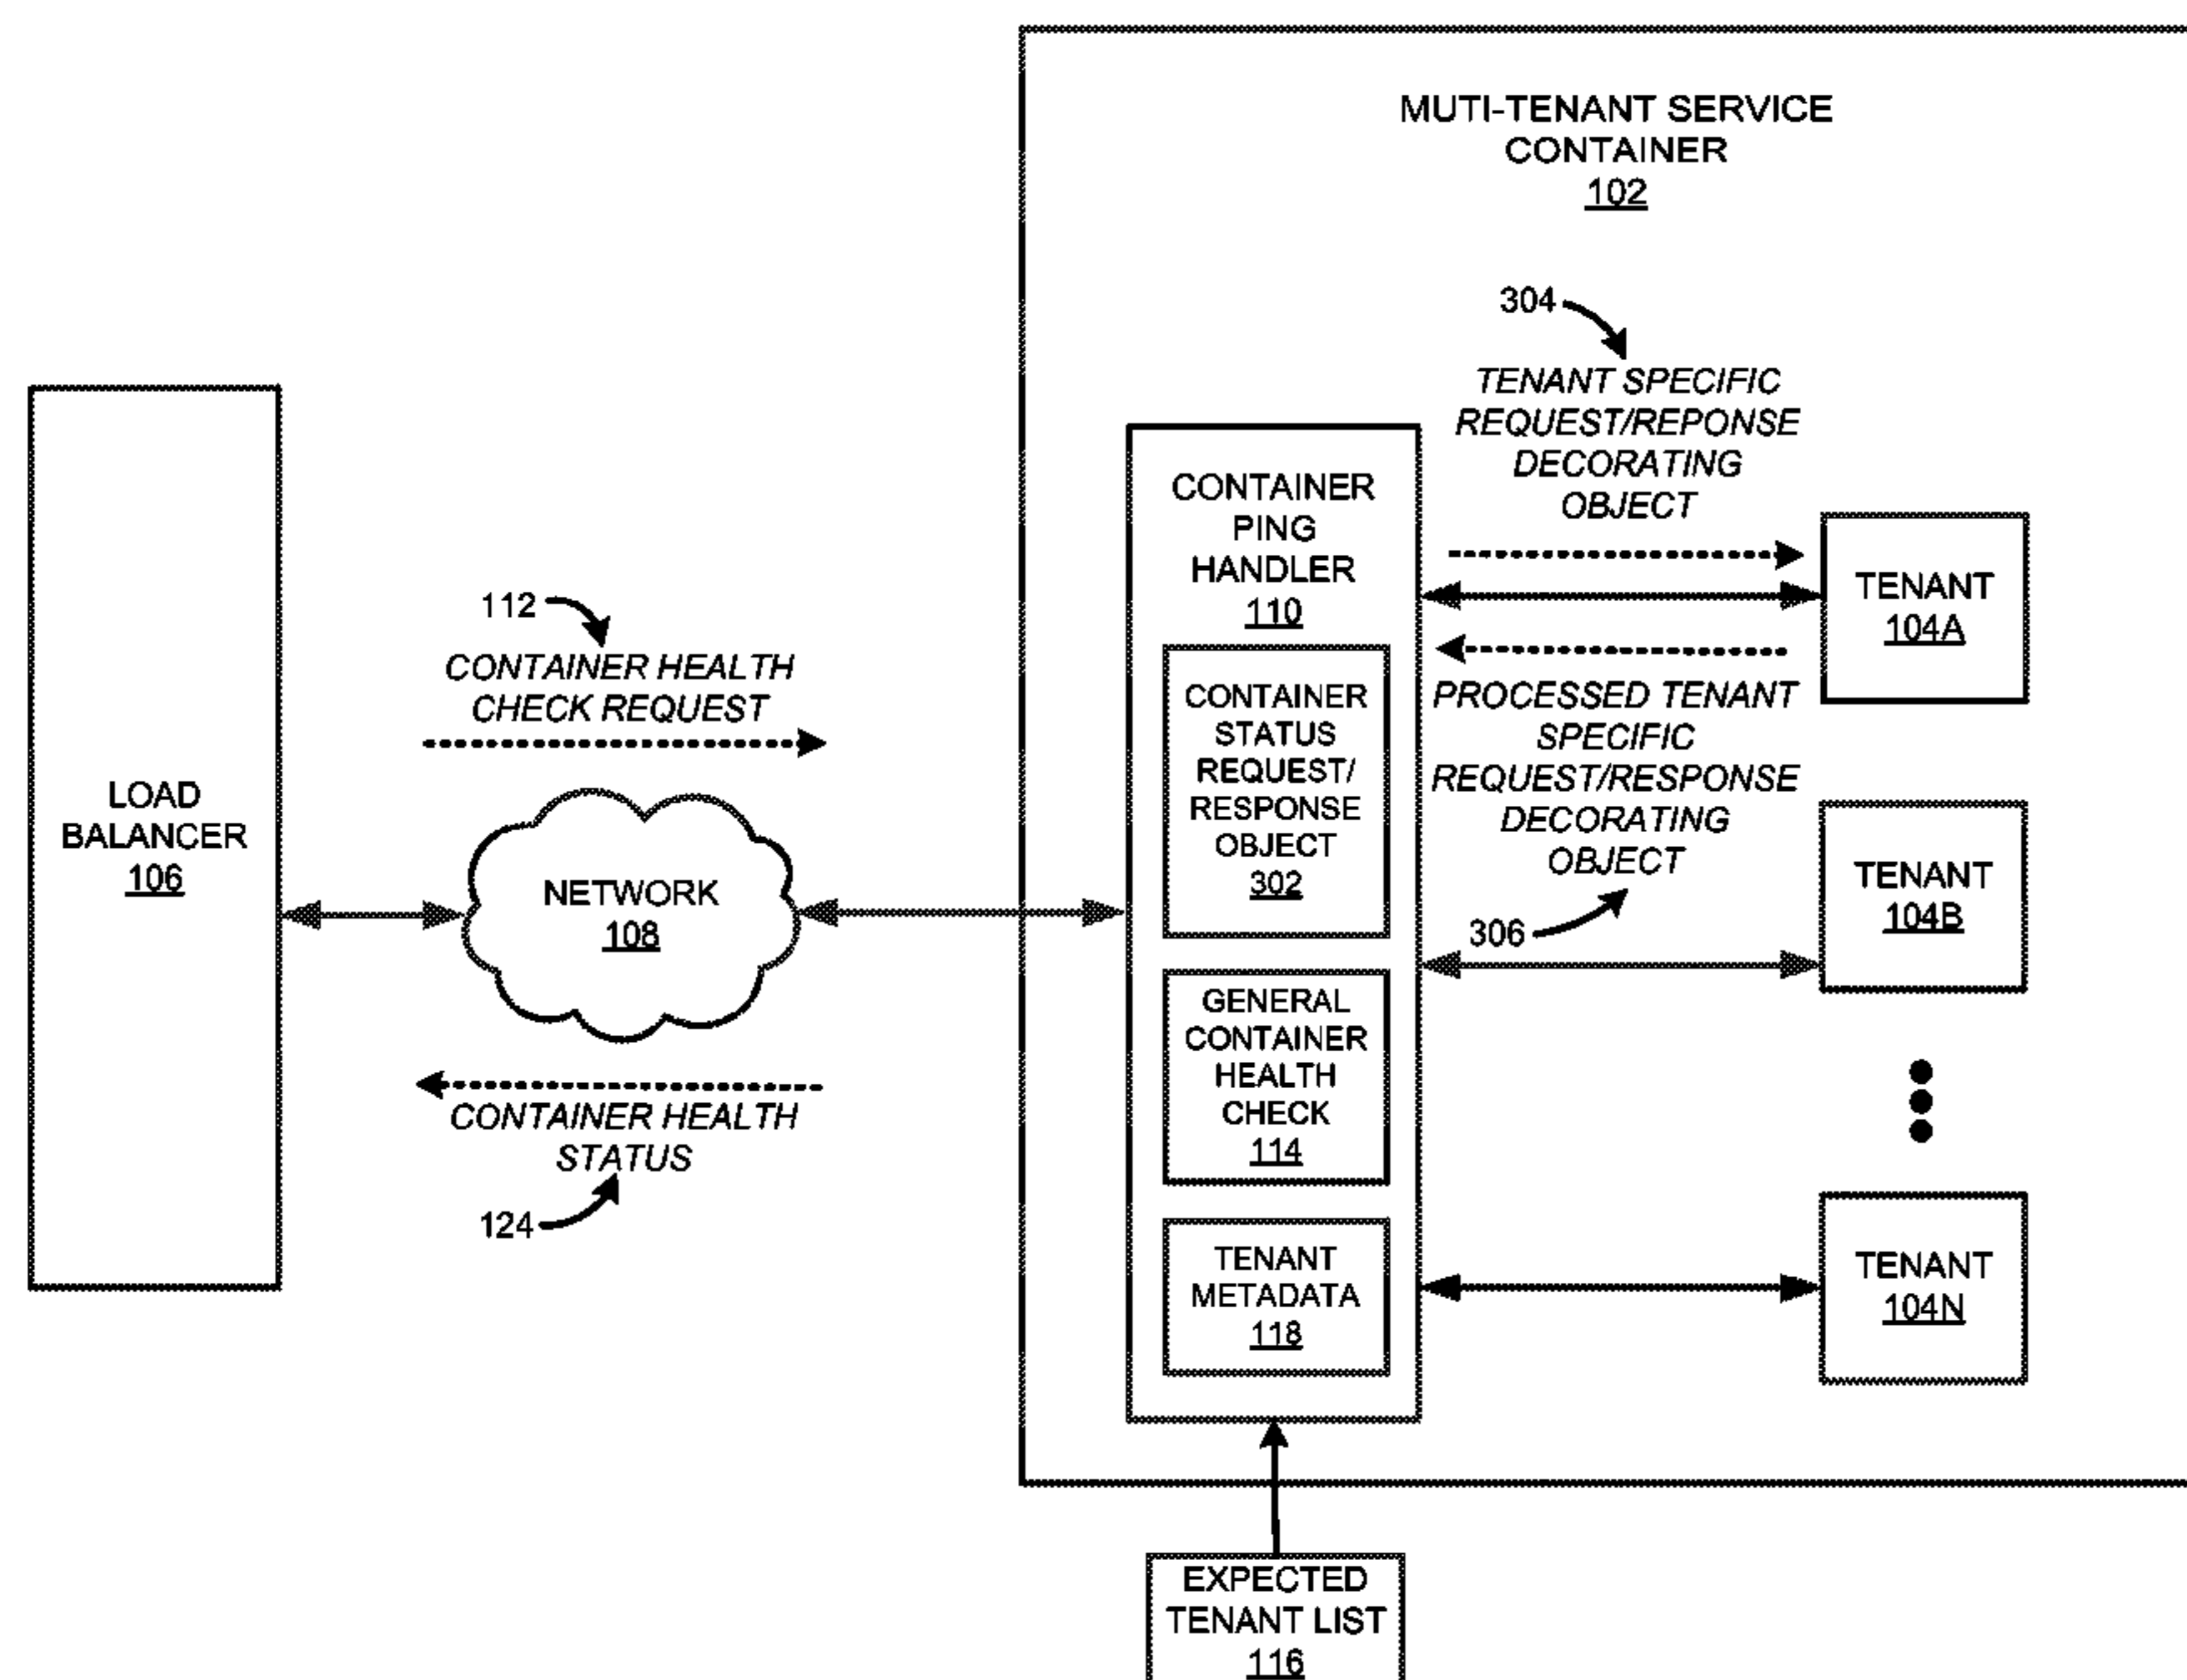 MUTI-TENANT SERVICE
CONTAINER
102
304
TENANT SPECIFIC
REQUEST/REPONSE
DECORATING
OBJECT
CONTAINER
PING
HANDLER
110
TENANT
104A
112
CONTAINER HEALTH
CHECK REQUEST
CONTAINER
STATUS
REQUEST/
RESPONSE
OBJECT
302
PROCESSED TENANT
SPECIFIC
REQUEST/RESPONSE
DECORATING
OBJECT
306
LOAD
BALANCER
106
NETWORK
108
TENANT
104B
GENERAL
CONTAINER
HEALTH
CHECK
114
CONTAINER HEALTH
STATUS
124
TENANT
METADATA
118
TENANT
104N
EXPECTED
TENANT LIST
116